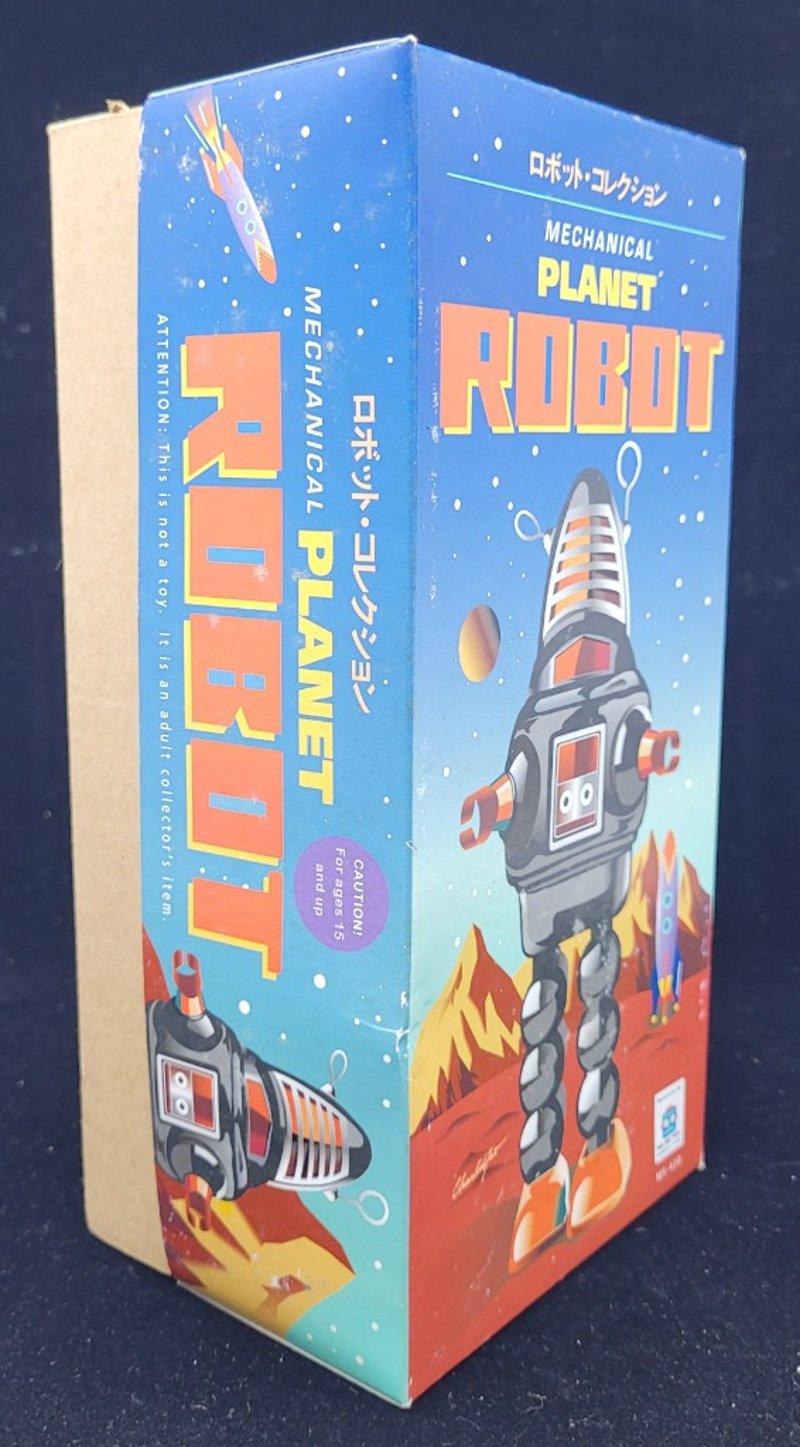 ロボット・コレクション
MECHANICAL
PLANET
ROBOT
ロボット・コレクション
MECHANICAL PLANET
ROBOT
ATTENTION: This is not a toy. It is an adult collector's item.
CAUTION!
For ages 15
and up